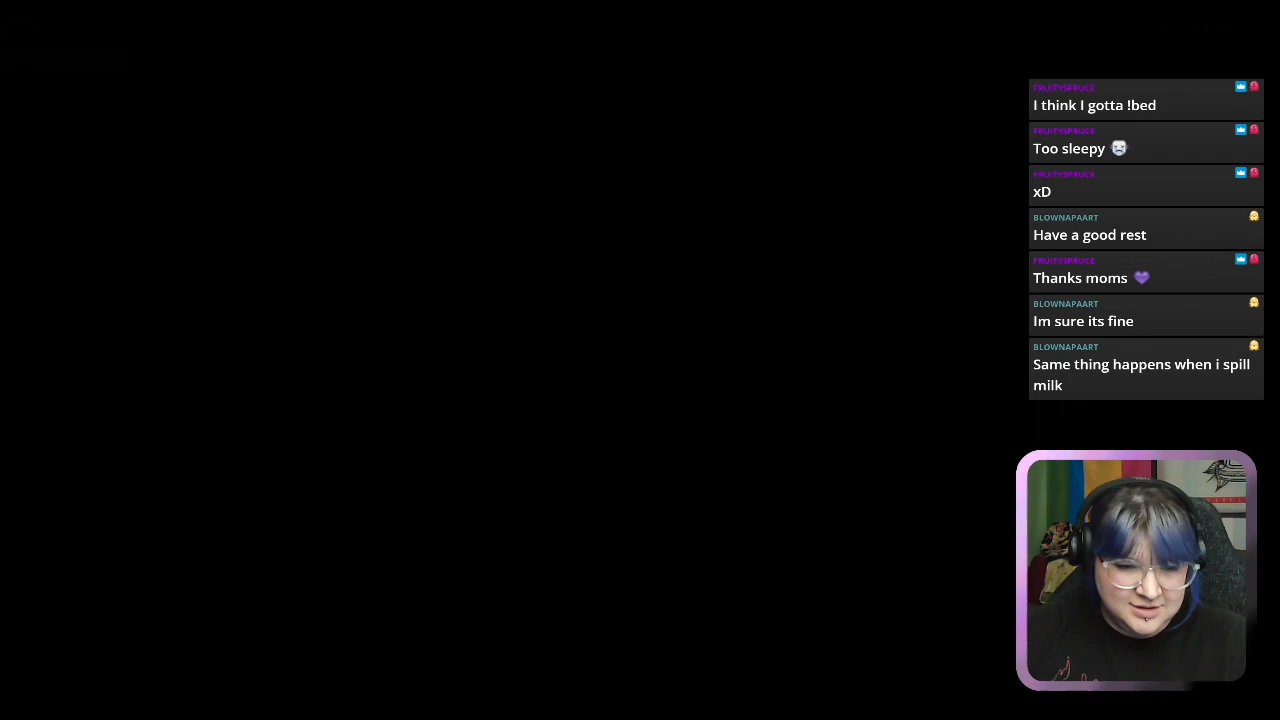 FRUITYSPRUCE
I think I gotta !bed
FRUITYSPRUCE
Too sleepy
FRUITYSPRUCE
xD
BLOWNAPAART
Have a good rest
FRUITYSPRUCE
Thanks moms 💜
BLOWNAPAART
Im sure its fine
BLOWNAPAART
Same thing happens when i spill
milk